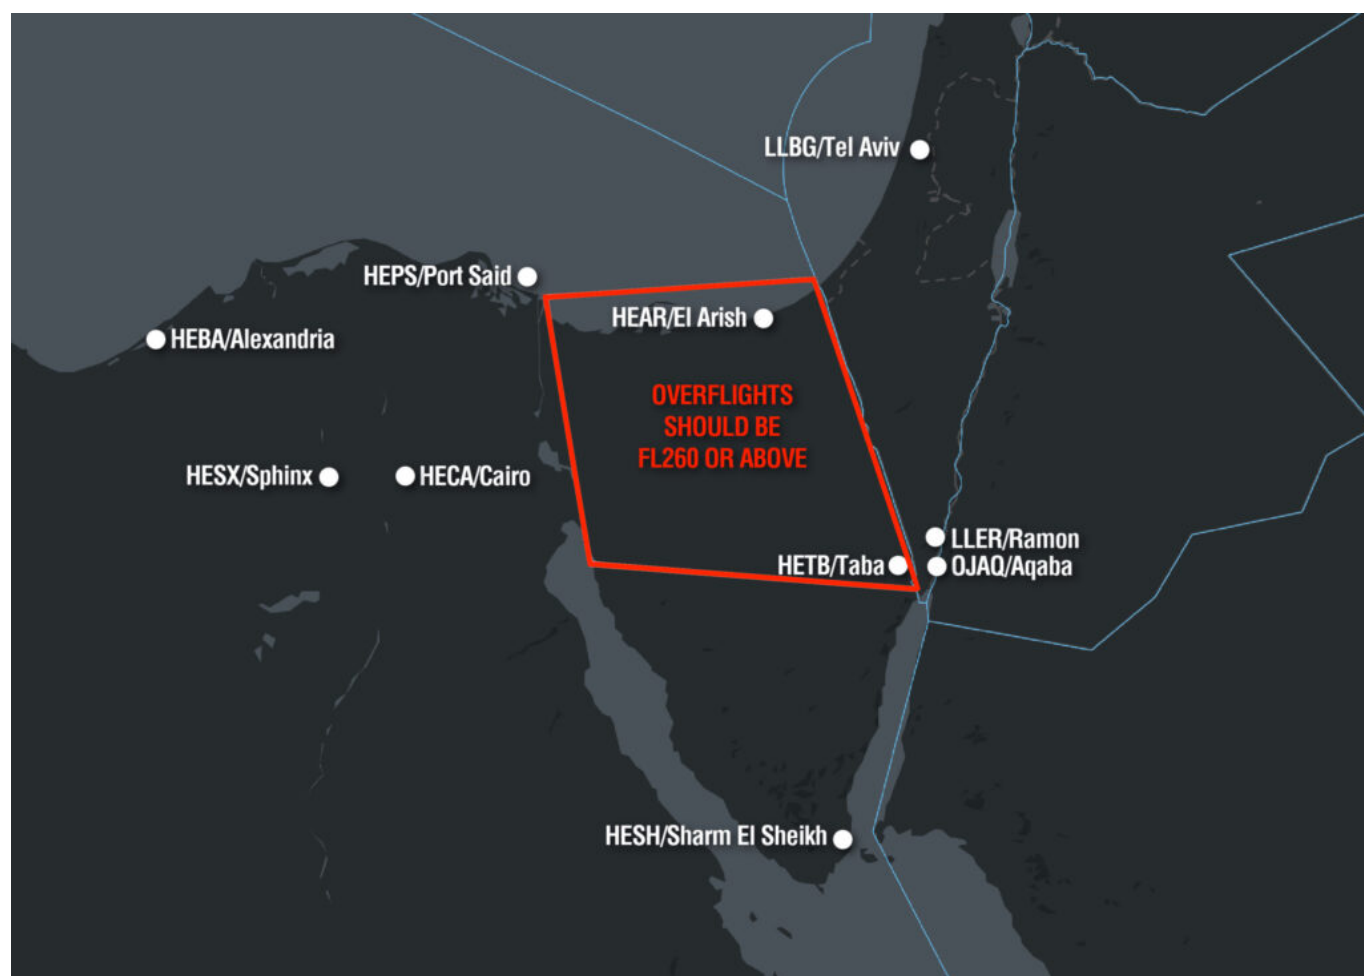 LLBG/Tel Aviv
HEPS/Port Said
HEAR/El Arish
HEBA/Alexandria
OVERFLIGHTS
SHOULD BE
FL260 OR ABOVE
HESX/Sphinx
HECA/Cairo
LLER/Ramon
HETB/Taba
OJAQ/Aqaba
HESH/Sharm El Sheikh